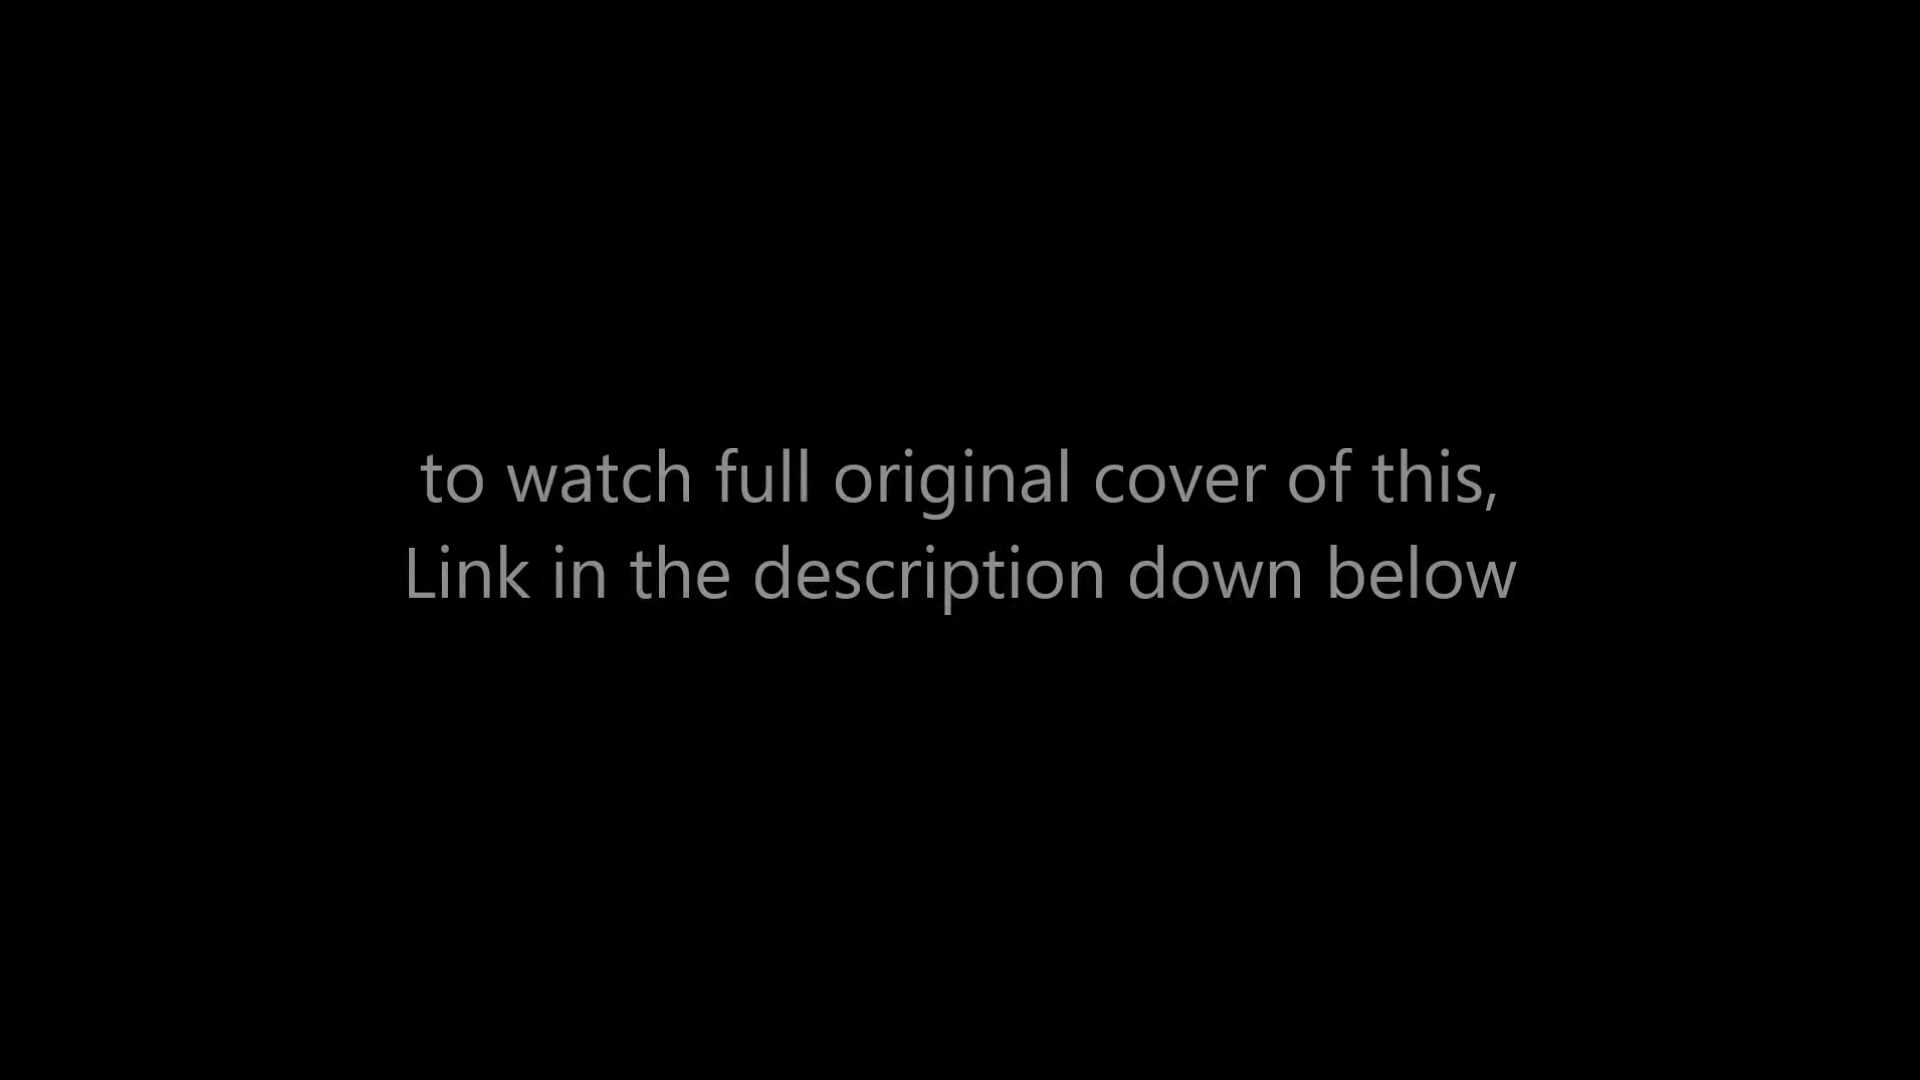 to watch full original cover of this,
Link in the description down below